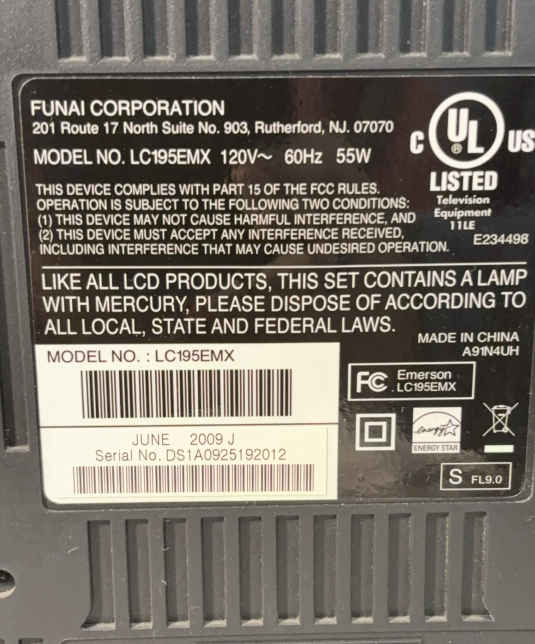 FUNAI CORPORATION
201 Route 17 North Suite No. 903, Rutherford, NJ. 07070
MODEL NO. LC195EMX 120V~ 60Hz 55W
C UL US
®
LISTED
Television
Equipment
11LE
E234498
THIS DEVICE COMPLIES WITH PART 15 OF THE FCC RULES.
OPERATION IS SUBJECT TO THE FOLLOWING TWO CONDITIONS:
(1) THIS DEVICE MAY NOT CAUSE HARMFUL INTERFERENCE, AND
(2) THIS DEVICE MUST ACCEPT ANY INTERFERENCE RECEIVED,
INCLUDING INTERFERENCE THAT MAY CAUSE UNDESIRED OPERATION.
LIKE ALL LCD PRODUCTS, THIS SET CONTAINS A LAMP
WITH MERCURY, PLEASE DISPOSE OF ACCORDING TO
ALL LOCAL, STATE AND FEDERAL LAWS.
MADE IN CHINA
A91N4UH
MODEL NO. : LC195EMX
FC Emerson
LC195EMX
JUNE 2009 J
Serial No. DS1A0925192012
energy
ENERGY STAR
S FL9.0